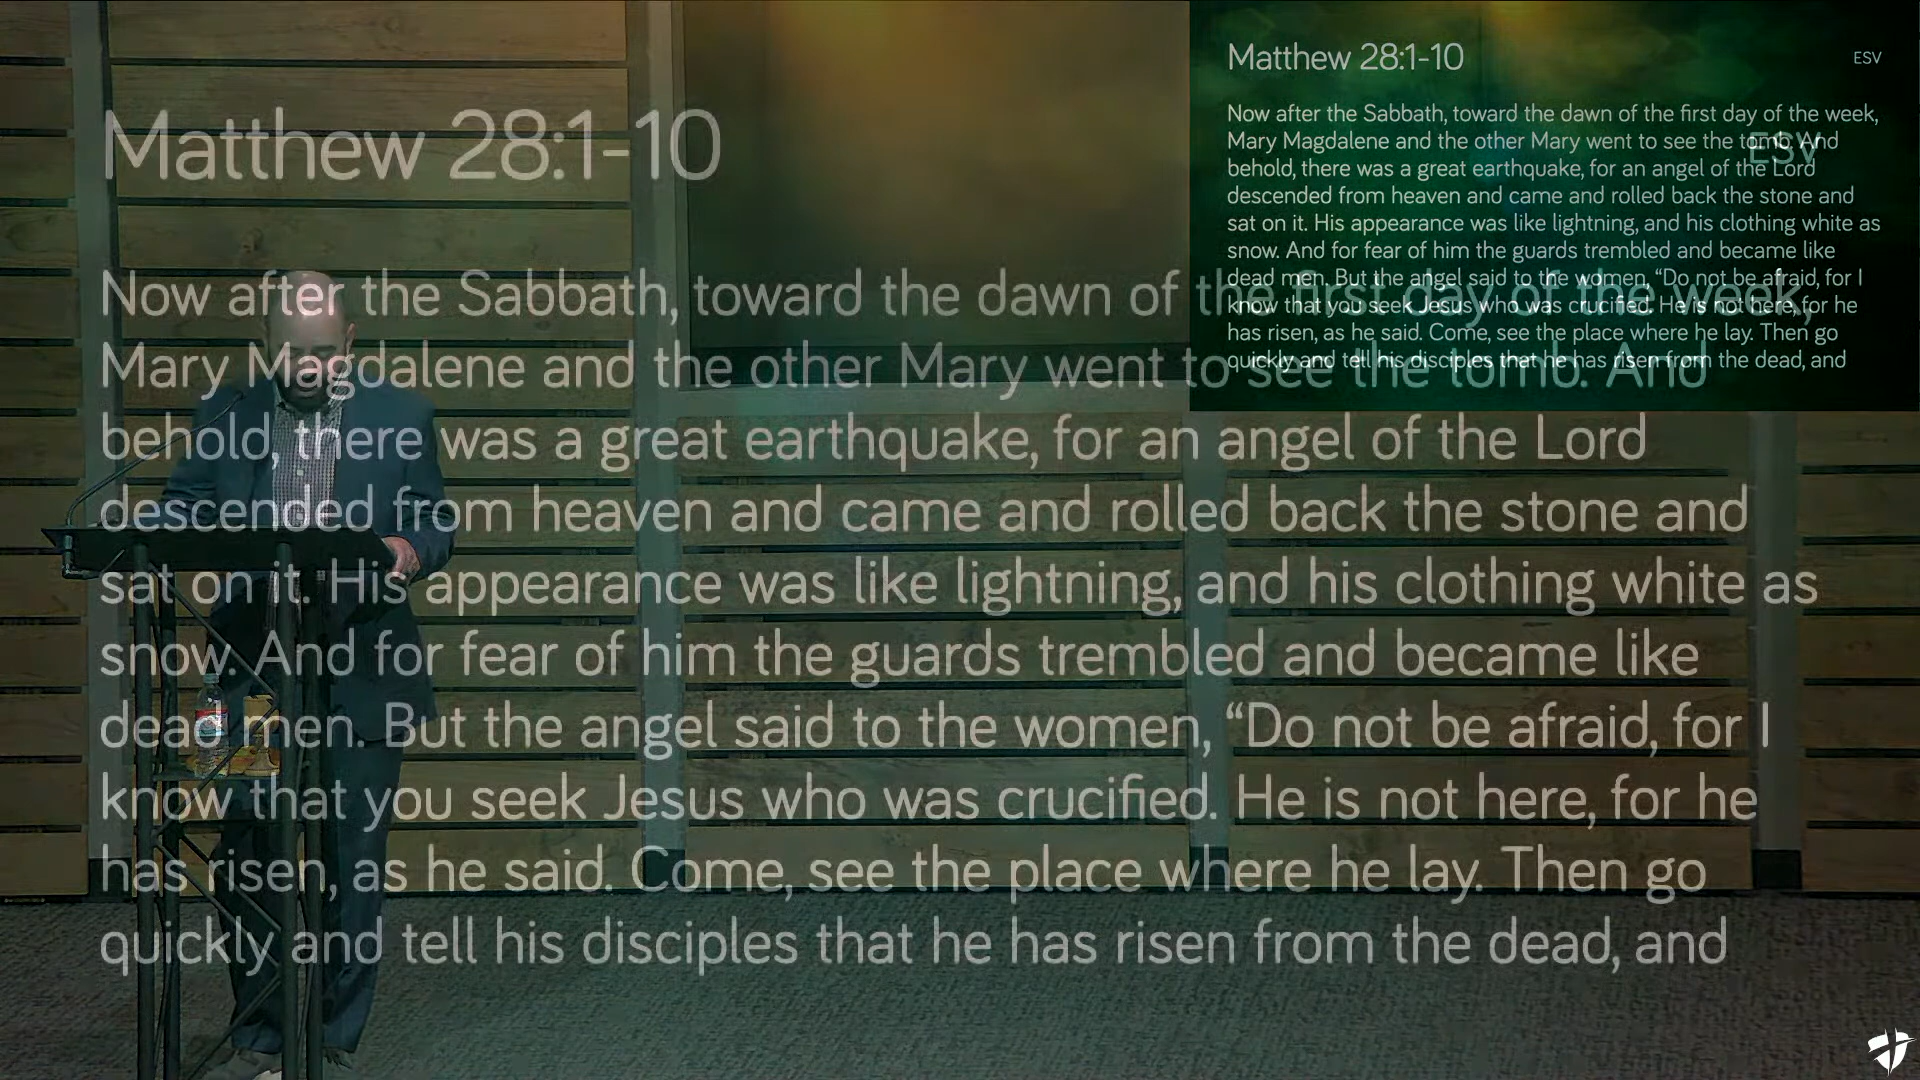 Matthew 28:1-10
ESV
Now after the Sabbath, toward the dawn of the first day of the week,
Mary Magdalene and the other Mary went to see the tomb. And
behold, there was a great earthquake, for an angel of the Lord
descended from heaven and came and rolled back the stone and
sat on it. His appearance was like lightning, and his clothing white as
snow. And for fear of him the guards trembled and became like
dead men. But the angel said to the women, “Do not be afraid, for I
know that you seek Jesus who was crucified. He is not here, for he
has risen, as he said. Come, see the place where he lay. Then go
quickly and tell his disciples that he has risen from the dead, and
Matthew 28:1-10
ESV
Now after the Sabbath, toward the dawn of the first day of the week,
Mary Magdalene and the other Mary went to see the tomb. And
behold, there was a great earthquake, for an angel of the Lord
descended from heaven and came and rolled back the stone and
sat on it. His appearance was like lightning, and his clothing white as
snow. And for fear of him the guards trembled and became like
dead men. But the angel said to the women, “Do not be afraid, for I
know that you seek Jesus who was crucified. He is not here, for he
has risen, as he said. Come, see the place where he lay. Then go
quickly and tell his disciples that he has risen from the dead, and